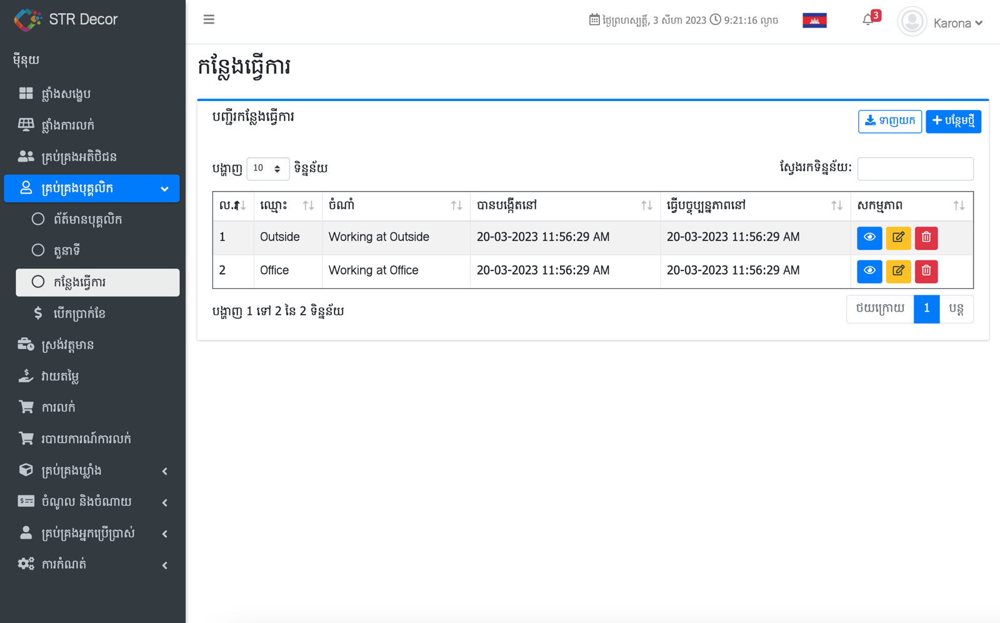 STR Decor
ថ្ងៃព្រហស្បត្តិ៍, 3 សីហា 2023 9:21:16 ល្ងាច
3
Karona
ម៉ឺនុយ
ផ្ទាំងសង្ខេប
ផ្ទាំងការលក់
គ្រប់គ្រងអតិថិជន
គ្រប់គ្រងបុគ្គលិក
ព័ត៍មានបុគ្គលិក
តួនាទី
កន្លែងធ្វើការ
បើកប្រាក់ខែ
ស្រង់វត្តមាន
វាយតម្លៃ
ការលក់
របាយការណ៍ការលក់
គ្រប់គ្រងឃ្លាំង
ចំណូល និងចំណាយ
គ្រប់គ្រងអ្នកប្រើប្រាស់
ការកំណត់
កន្លែងធ្វើការ
បញ្ជីរកន្លែងធ្វើការ
ទាញយក
បន្ថែមថ្មី
បង្ហាញ 10 ទិន្នន័យ
ស្វែងរកទិន្នន័យ:
ល.រ ឈ្មោះ ចំណាំ បានបង្កើតនៅ ធ្វើបច្ចុប្បន្នភាពនៅ សកម្មភាព
1 Outside Working at Outside 20-03-2023 11:56:29 AM 20-03-2023 11:56:29 AM
2 Office Working at Office 20-03-2023 11:56:29 AM 20-03-2023 11:56:29 AM
បង្ហាញ 1 ទៅ 2 នៃ 2 ទិន្នន័យ
ថយក្រោយ 1 បន្ត